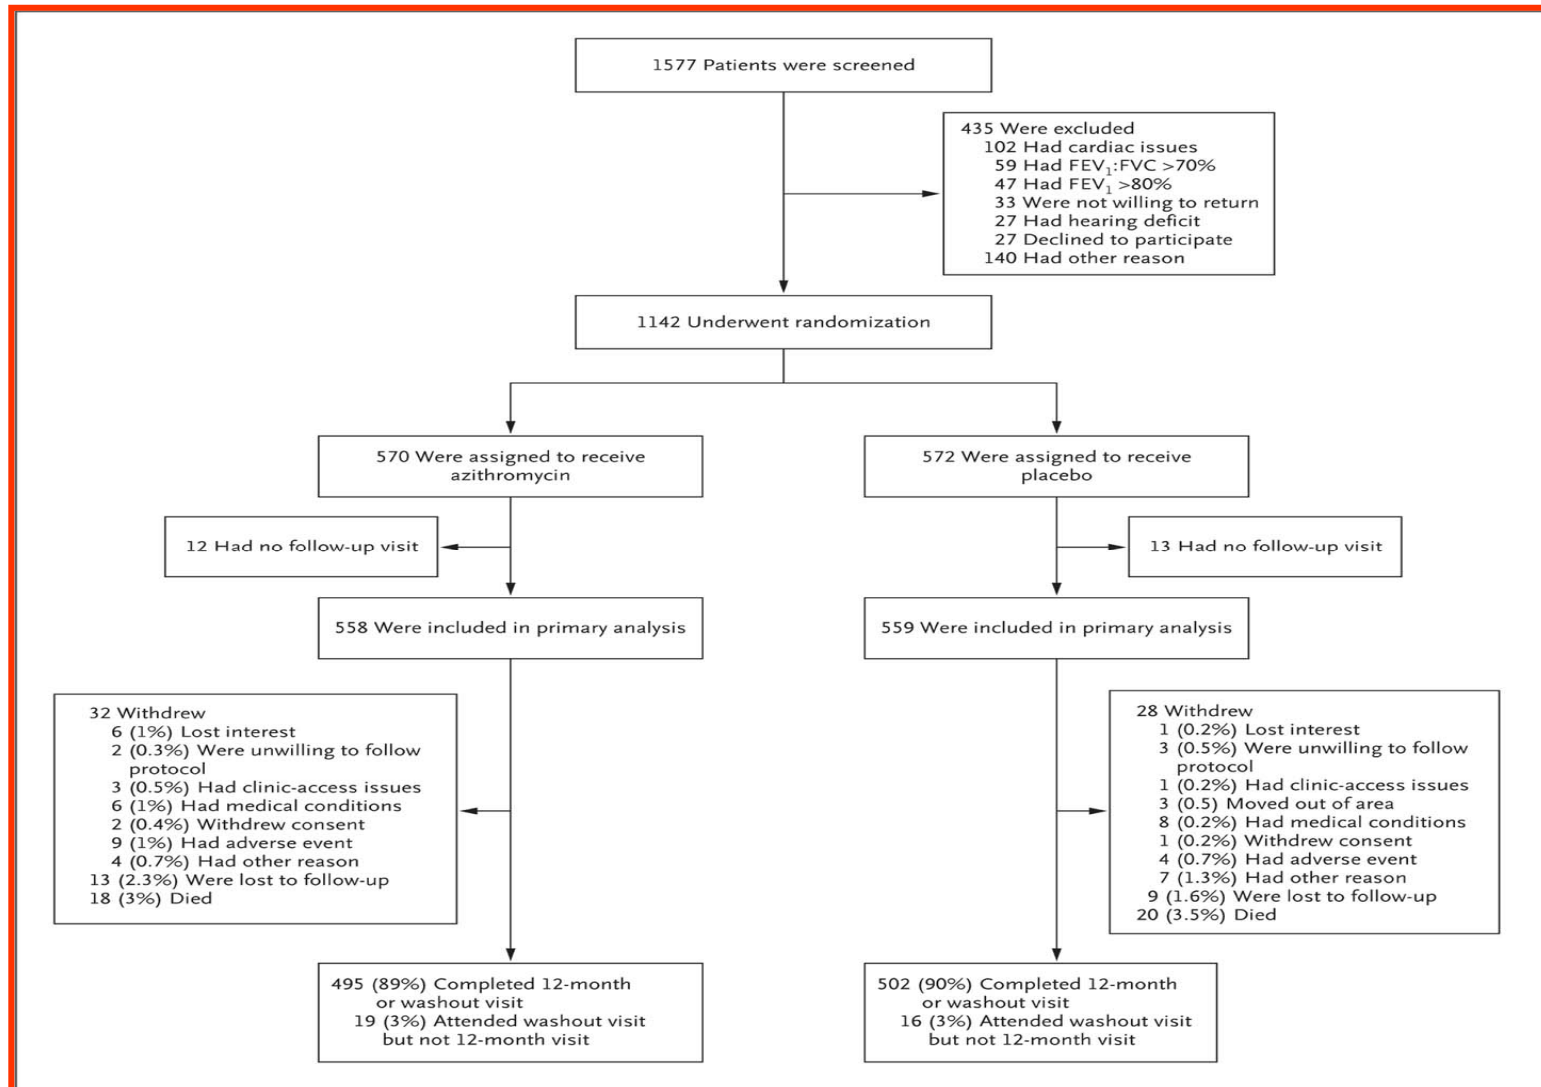 1577 Patients were screened
435 Were excluded
102 Had cardiac issues
59 Had FEV1:FVC >70%
47 Had FEV1 >80%
33 Were not willing to return
27 Had hearing deficit
27 Declined to participate
140 Had other reason
1142 Underwent randomization
570 Were assigned to receive
azithromycin
572 Were assigned to receive
placebo
12 Had no follow-up visit
13 Had no follow-up visit
558 Were included in primary analysis
559 Were included in primary analysis
32 Withdrew
6 (1%) Lost interest
2 (0.3%) Were unwilling to follow
protocol
3 (0.5%) Had clinic-access issues
6 (1%) Had medical conditions
2 (0.4%) Withdrew consent
9 (1%) Had adverse event
4 (0.7%) Had other reason
13 (2.3%) Were lost to follow-up
18 (3%) Died
28 Withdrew
1 (0.2%) Lost interest
3 (0.5%) Were unwilling to follow
protocol
1 (0.2%) Had clinic-access issues
3 (0.5) Moved out of area
8 (0.2%) Had medical conditions
1 (0.2%) Withdrew consent
4 (0.7%) Had adverse event
7 (1.3%) Had other reason
9 (1.6%) Were lost to follow-up
20 (3.5%) Died
495 (89%) Completed 12-month
or washout visit
19 (3%) Attended washout visit
but not 12-month visit
502 (90%) Completed 12-month
or washout visit
16 (3%) Attended washout visit
but not 12-month visit